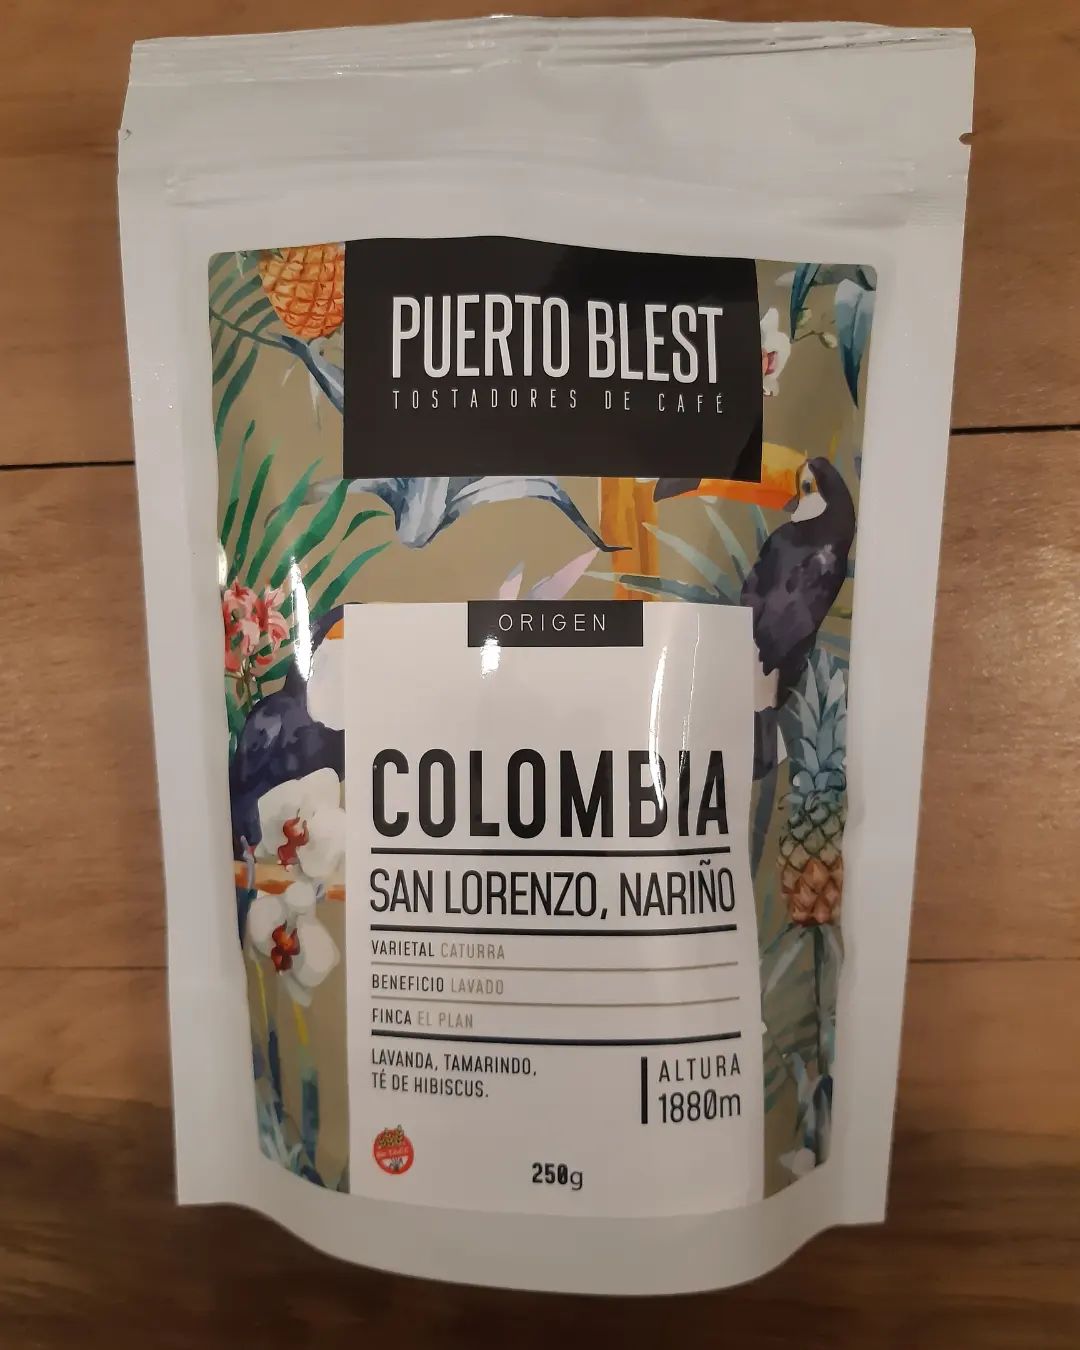 PUERTO BLEST
TOSTADORES DE CAFÉ
ORIGEN
COLOMBIA
SAN LORENZO, NARIÑO
VARIETAL CATURRA
BENEFICIO LAVADO
FINCA EL PLAN
LAVANDA, TAMARINDO,
TÉ DE HIBISCUS.
ALTURA
1880m
250g